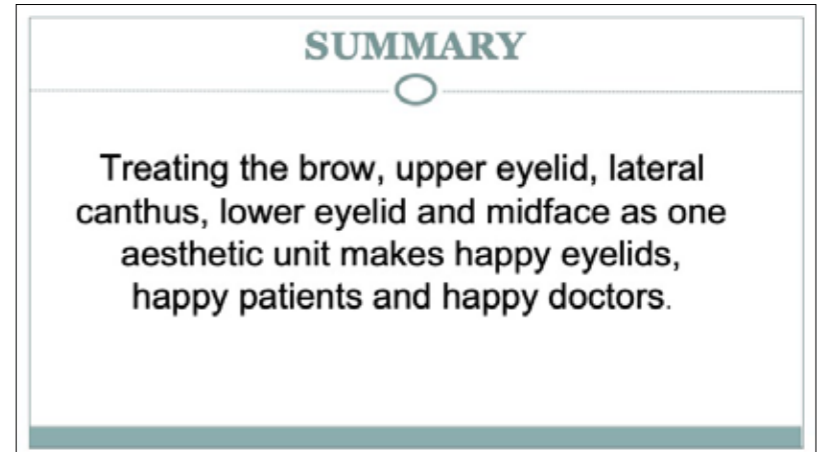 SUMMARY
Treating the brow, upper eyelid, lateral
canthus, lower eyelid and midface as one
aesthetic unit makes happy eyelids,
happy patients and happy doctors.